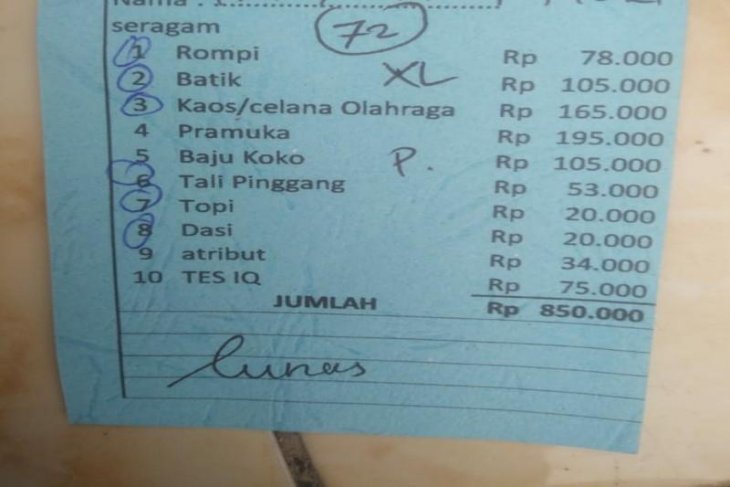 Nama :
seragam 72
1 Rompi Rp 78.000
2 Batik XL Rp 105.000
3 Kaos/celana Olahraga Rp 165.000
4 Pramuka Rp 195.000
5 Baju Koko P. Rp 105.000
6 Tali Pinggang Rp 53.000
7 Topi Rp 20.000
8 Dasi Rp 20.000
9 atribut Rp 34.000
10 TES IQ Rp 75.000
JUMLAH Rp 850.000
Lunas